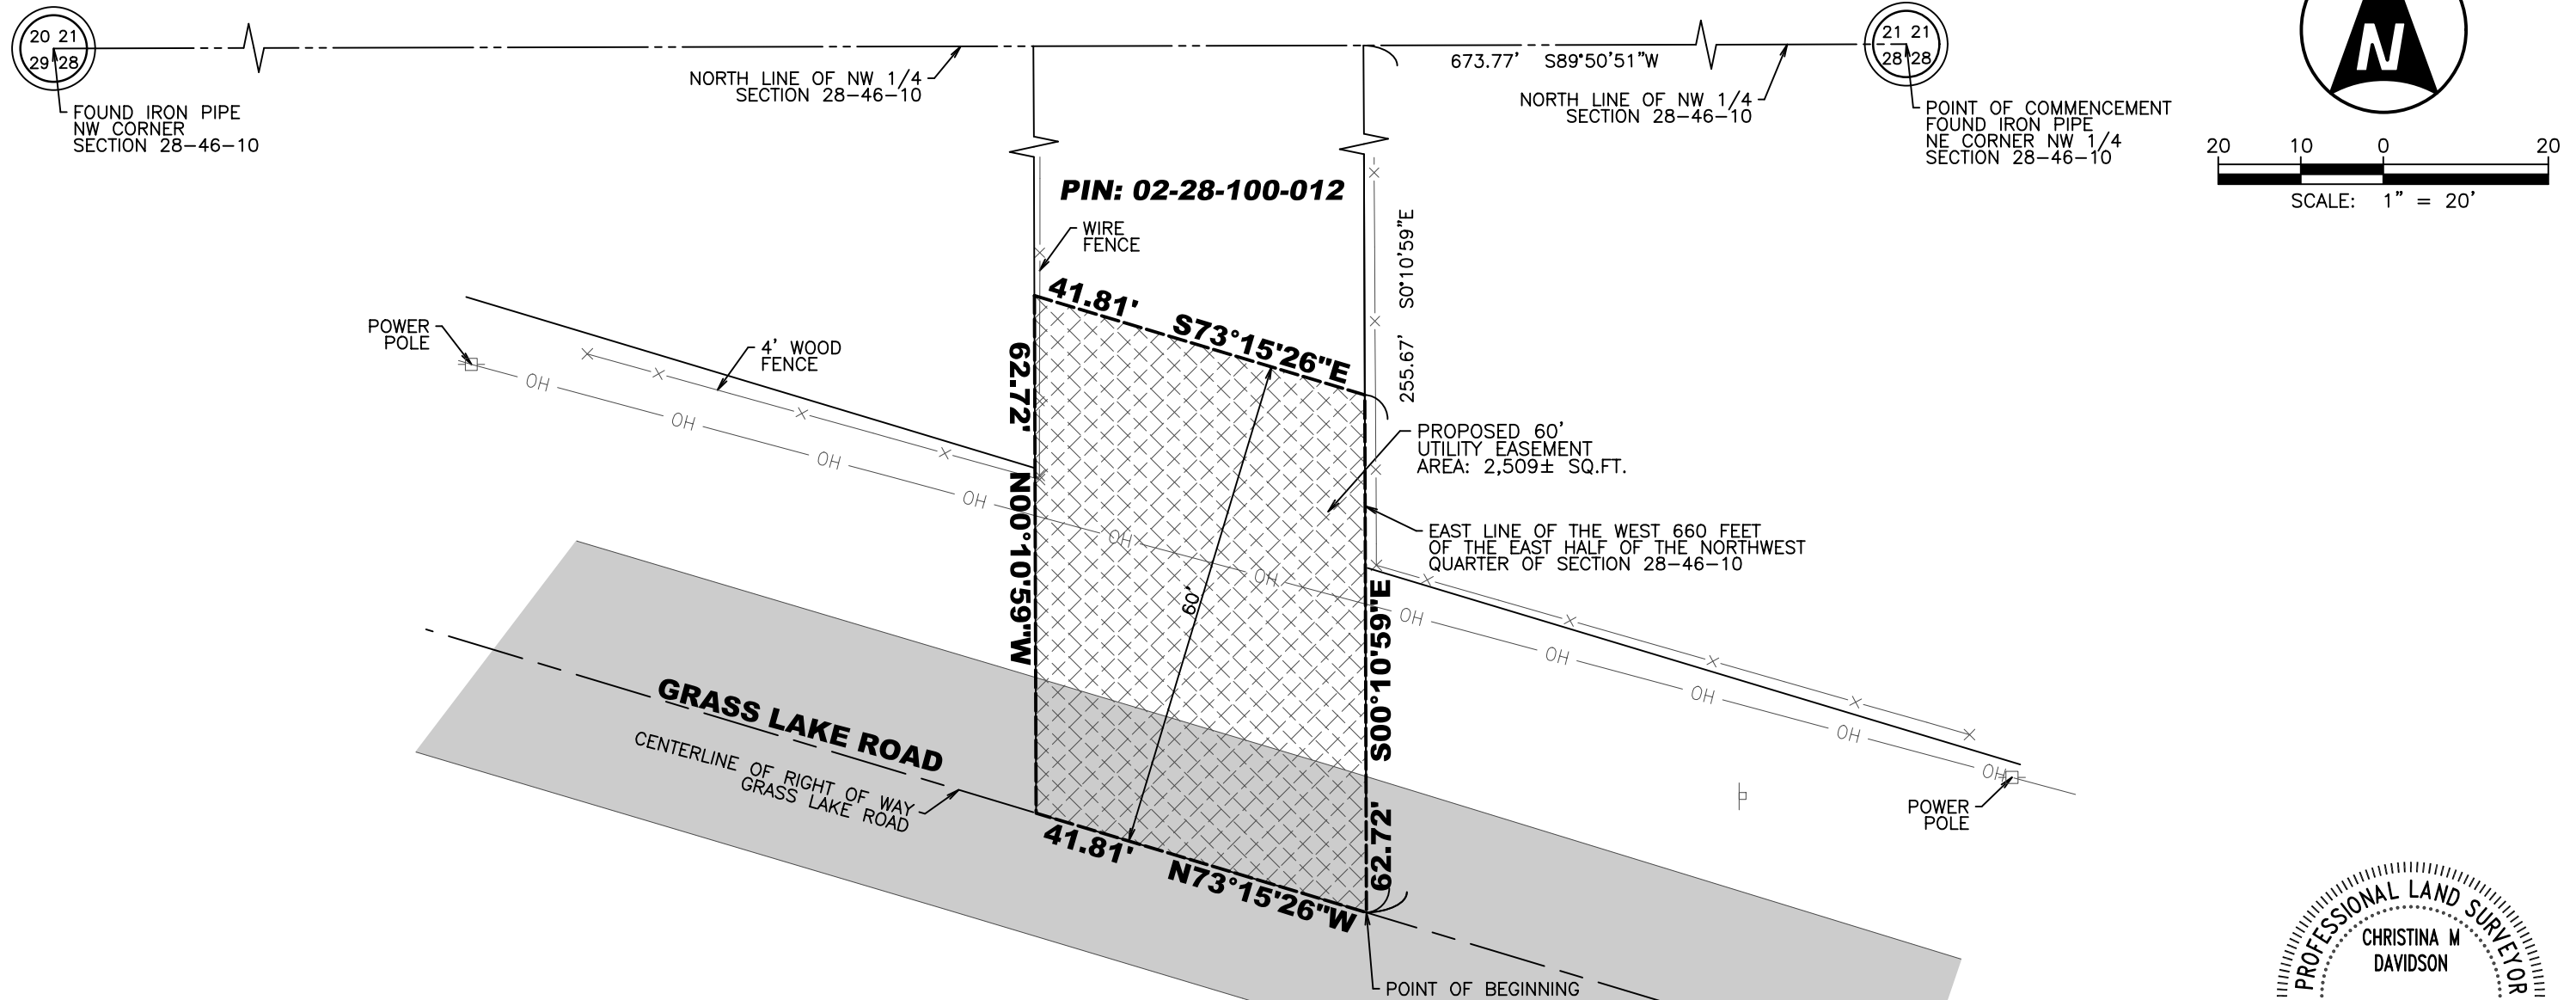 20 21
29 28
FOUND IRON PIPE
NW CORNER
SECTION 28-46-10
NORTH LINE OF NW 1/4
SECTION 28-46-10
673.77' S89°50'51"W
NORTH LINE OF NW 1/4
SECTION 28-46-10
21 21
28 28
POINT OF COMMENCEMENT
FOUND IRON PIPE
NE CORNER NW 1/4
SECTION 28-46-10
N
20 10 0 20
SCALE: 1" = 20'
PIN: 02-28-100-012
WIRE
FENCE
255.67' S0°10'59"E
41.81' S73°15'26"E
62.72' N00°10'59"W
POWER
POLE
4' WOOD
FENCE
OH
OH
OH
OH
OH
OH
OH
OH
OH
OH
OH
PROPOSED 60'
UTILITY EASEMENT
AREA: 2,509± SQ.FT.
EAST LINE OF THE WEST 660 FEET
OF THE EAST HALF OF THE NORTHWEST
QUARTER OF SECTION 28-46-10
60'
S00°10'59"E
62.72'
GRASS LAKE ROAD
CENTERLINE OF RIGHT OF WAY
GRASS LAKE ROAD
41.81' N73°15'26"W
POWER
POLE
POINT OF BEGINNING
PROFESSIONAL LAND SURVEYOR
CHRISTINA M
DAVIDSON